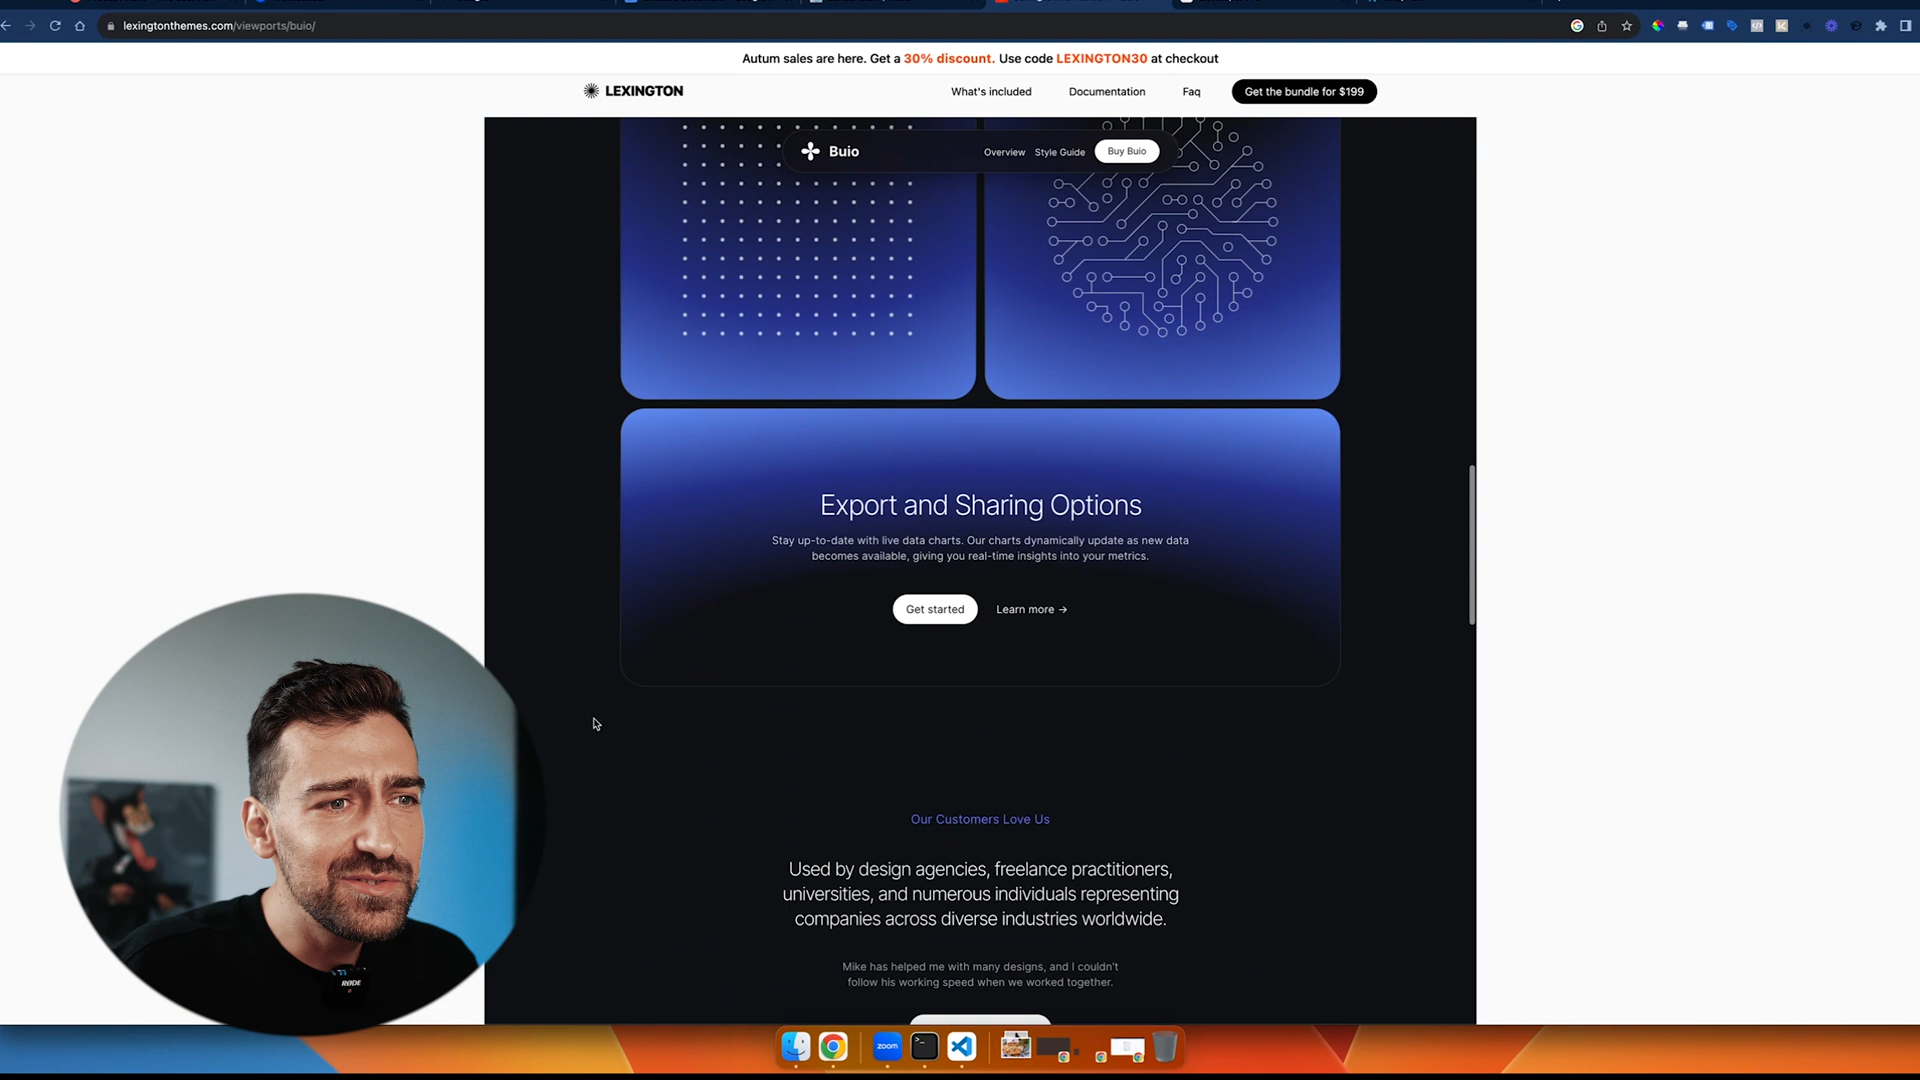 lexingtonthemes.com/viewports/buio/
Autum sales are here. Get a 30% discount. Use code LEXINGTON30 at checkout
LEXINGTON
What's included
Documentation
Faq
Get the bundle for $199
Buio
Overview
Style Guide
Buy Buio
Export and Sharing Options
Stay up-to-date with live data charts. Our charts dynamically update as new data
becomes available, giving you real-time insights into your metrics.
Get started
Learn more →
Our Customers Love Us
Used by design agencies, freelance practitioners,
universities, and numerous individuals representing
companies across diverse industries worldwide.
Mike has helped me with many designs, and I couldn't
follow his working speed when we worked together.
RØDE
zoom